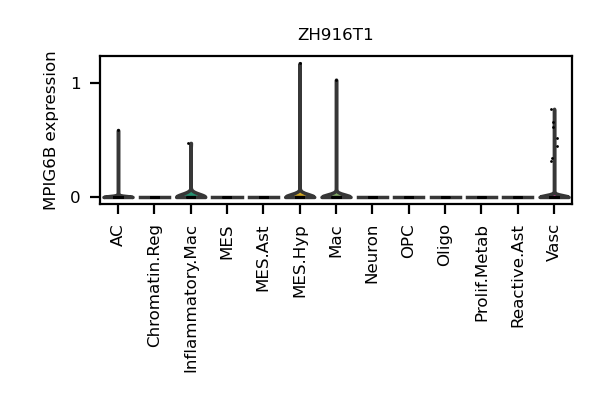 ZH916T1
MPIG6B expression
1
0
AC
Chromatin.Reg
Inflammatory.Mac
MES
MES.Ast
MES.Hyp
Mac
Neuron
OPC
Oligo
Prolif.Metab
Reactive.Ast
Vasc